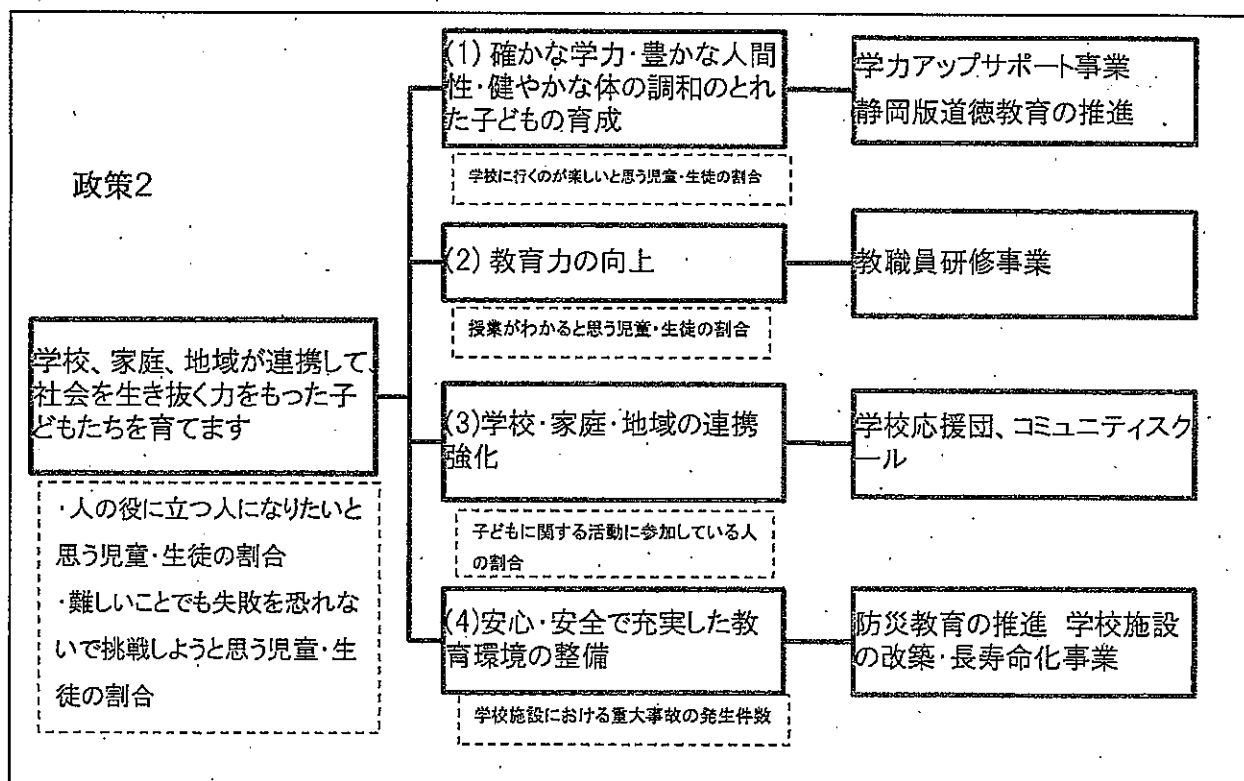 政策2
学校、家庭、地域が連携して、
社会を生き抜く力をもった子
どもたちを育てます
・人の役に立つ人になりたいと
思う児童・生徒の割合
・難しいことでも失敗を恐れな
いで挑戦しようと思う児童・生
徒の割合
(1) 確かな学力・豊かな人間
性・健やかな体の調和のとれ
た子どもの育成
学校に行くのが楽しいと思う児童・生徒の割合
学力アップサポート事業
静岡版道徳教育の推進
(2) 教育力の向上
授業がわかると思う児童・生徒の割合
教職員研修事業
(3)学校・家庭・地域の連携
強化
子どもに関する活動に参加している人
の割合
学校応援団、コミュニティスク
ール
(4)安心・安全で充実した教
育環境の整備
学校施設における重大事故の発生件数
防災教育の推進 学校施設
の改築・長寿命化事業